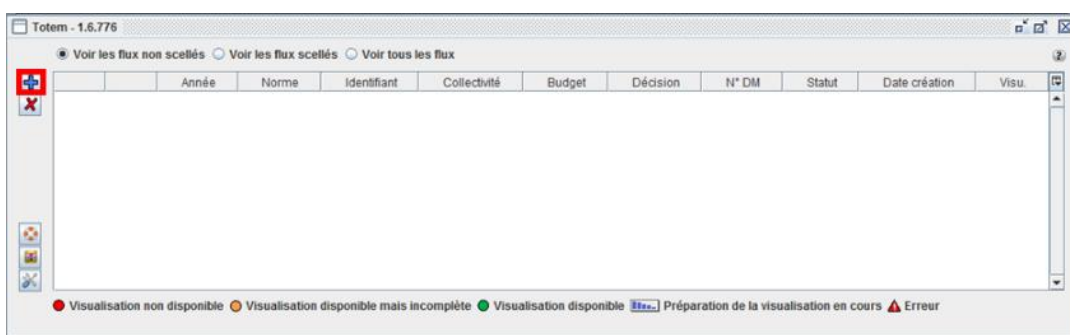 Totem - 1.6.776
Voir les flux non scellés Voir les flux scellés Voir tous les flux
Année Norme Identifiant Collectivité Budget Décision N° DM Statut Date création Visu.
Visualisation non disponible Visualisation disponible mais incomplète Visualisation disponible Préparation de la visualisation en cours Erreur